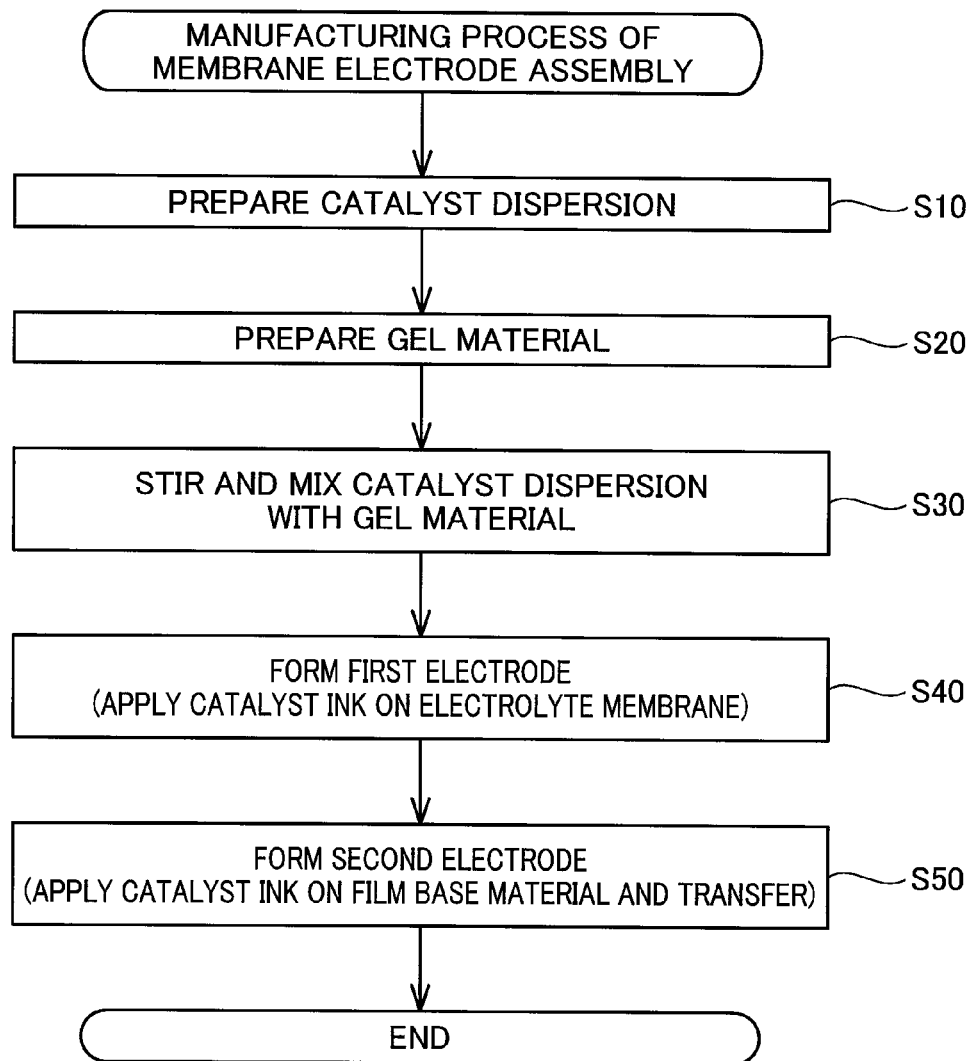 MANUFACTURING PROCESS OF
MEMBRANE ELECTRODE ASSEMBLY
PREPARE CATALYST DISPERSION
S10
PREPARE GEL MATERIAL
S20
STIR AND MIX CATALYST DISPERSION
WITH GEL MATERIAL
S30
FORM FIRST ELECTRODE
(APPLY CATALYST INK ON ELECTROLYTE MEMBRANE)
S40
FORM SECOND ELECTRODE
(APPLY CATALYST INK ON FILM BASE MATERIAL AND TRANSFER)
S50
END